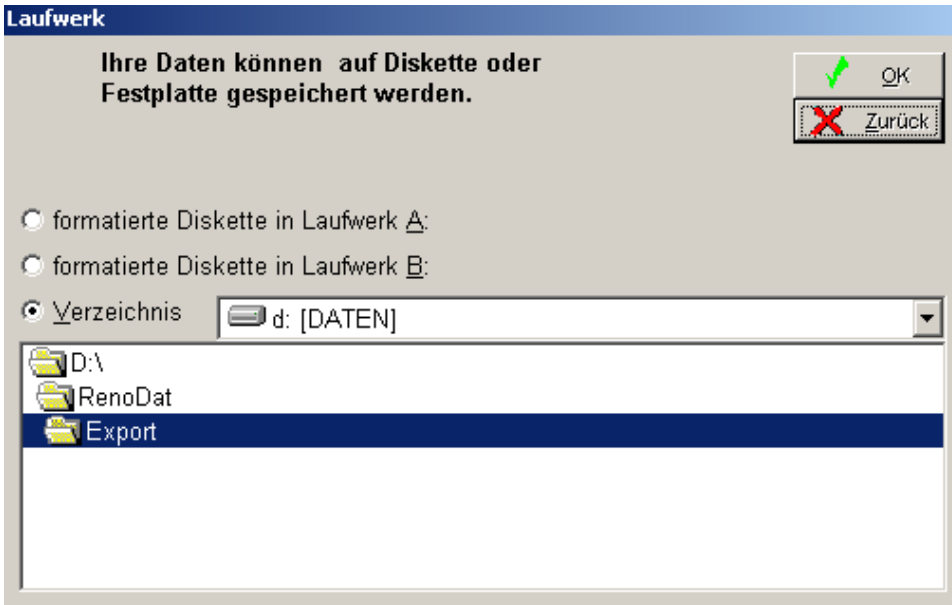 Laufwerk
Ihre Daten können auf Diskette oder
Festplatte gespeichert werden.
OK
Zurück
formatierte Diskette in Laufwerk A:
formatierte Diskette in Laufwerk B:
Verzeichnis
d: [DATEN]
D:\
RenoDat
Export